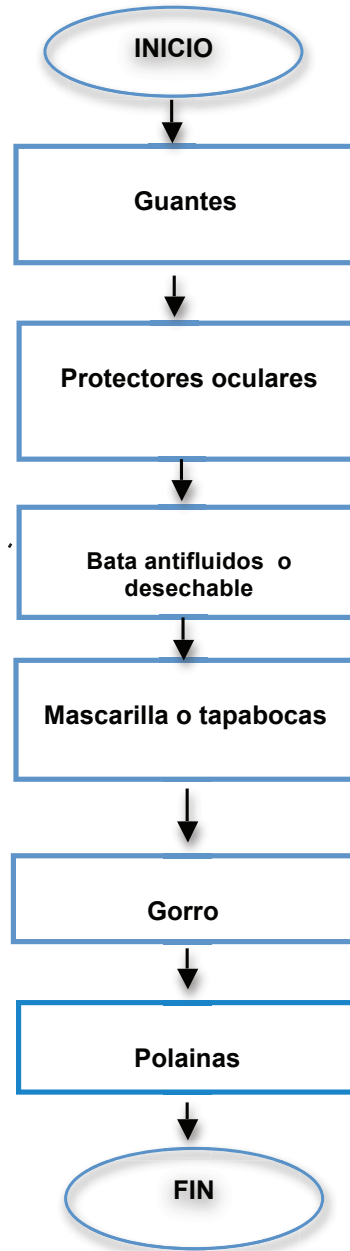 INICIO
Guantes
Protectores oculares
Bata antifluidos o
desechable
Mascarilla o tapabocas
Gorro
Polainas
FIN